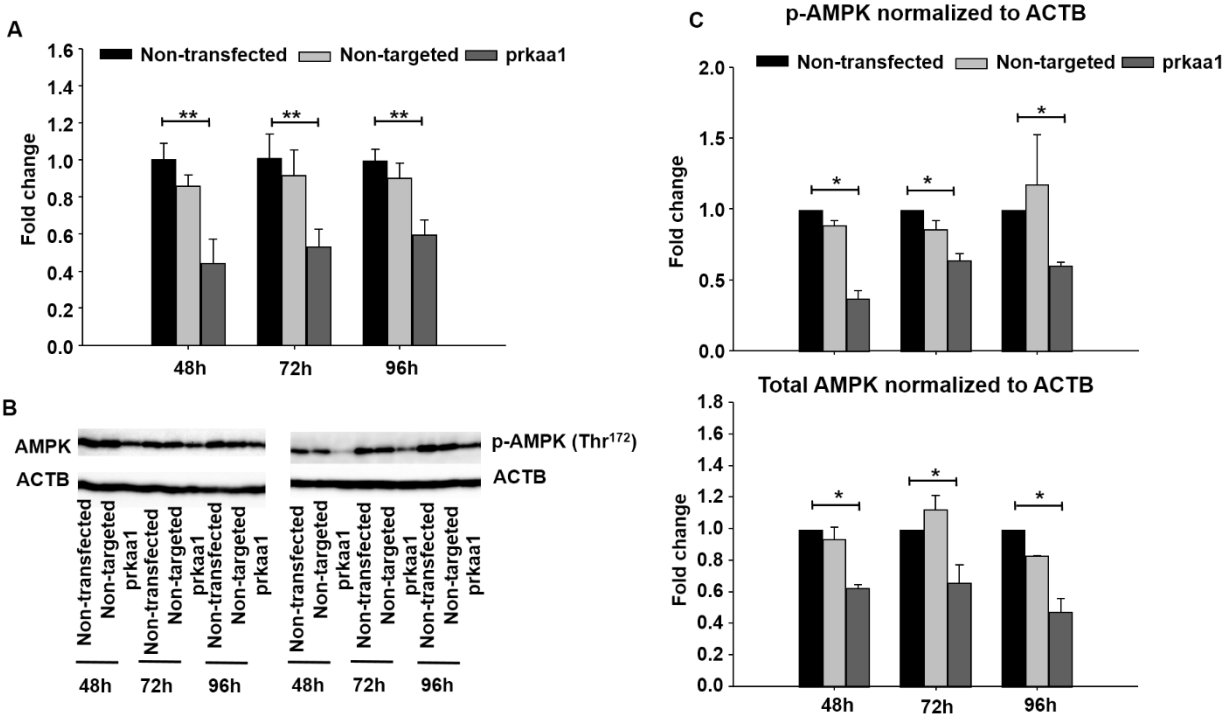 A
Non-transfected Non-targeted prkaa1
Fold change
1.6
1.4
1.2
1.0
0.8
0.6
0.4
0.2
0.0
** ** **
48h 72h 96h
B
AMPK p-AMPK (Thr172)
ACTB ACTB
Non-transfected
Non-targeted
prkaa1
Non-transfected
Non-targeted
prkaa1
Non-transfected
Non-targeted
prkaa1
Non-transfected
Non-targeted
prkaa1
Non-transfected
Non-targeted
prkaa1
Non-transfected
Non-targeted
prkaa1
48h 72h 96h 48h 72h 96h
C
p-AMPK normalized to ACTB
Non-transfected Non-targeted prkaa1
Fold change
2.0
1.5
1.0
0.5
0.0
* * *
Total AMPK normalized to ACTB
Fold change
1.8
1.6
1.4
1.2
1.0
0.8
0.6
0.4
0.2
0.0
* * *
48h 72h 96h